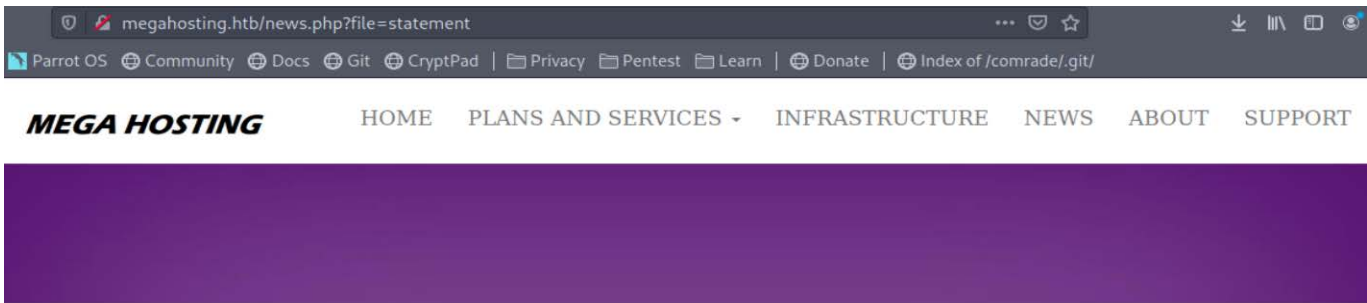 megahosting.htb/news.php?file=statement
Parrot OS Community Docs Git CryptPad Privacy Pentest Learn Donate Index of /comrade/.git/
MEGA HOSTING HOME PLANS AND SERVICES INFRASTRUCTURE NEWS ABOUT SUPPORT